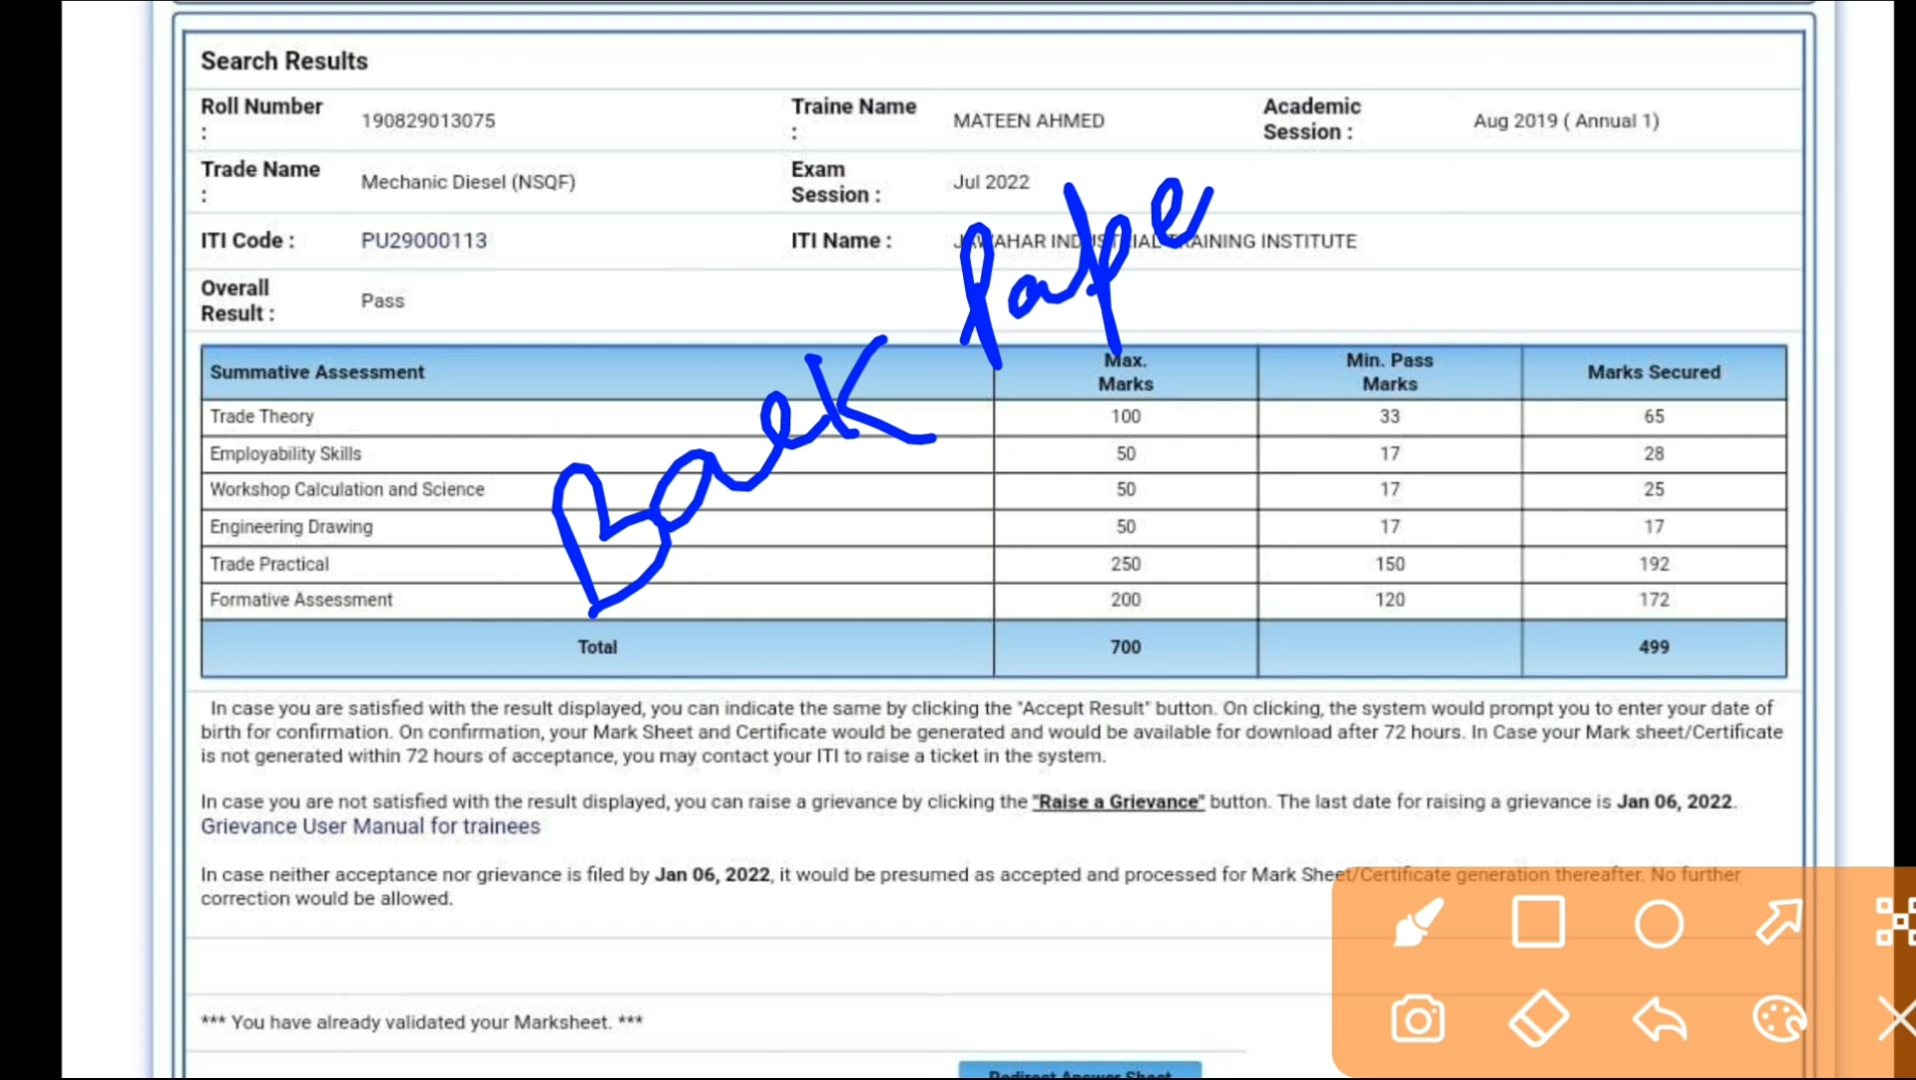 Search Results
Roll Number : 190829013075 Traine Name : MATEEN AHMED Academic Session : Aug 2019 ( Annual 1)
Trade Name : Mechanic Diesel (NSQF) Exam Session : Jul 2022
ITI Code : PU29000113 ITI Name : JAWAHAR INDUSTRIAL TRAINING INSTITUTE
Overall Result : Pass
Back Pape
Summative Assessment Max. Marks Min. Pass Marks Marks Secured
Trade Theory 100 33 65
Employability Skills 50 17 28
Workshop Calculation and Science 50 17 25
Engineering Drawing 50 17 17
Trade Practical 250 150 192
Formative Assessment 200 120 172
Total 700 499
In case you are satisfied with the result displayed, you can indicate the same by clicking the "Accept Result" button. On clicking, the system would prompt you to enter your date of
birth for confirmation. On confirmation, your Mark Sheet and Certificate would be generated and would be available for download after 72 hours. In Case your Mark sheet/Certificate
is not generated within 72 hours of acceptance, you may contact your ITI to raise a ticket in the system.
In case you are not satisfied with the result displayed, you can raise a grievance by clicking the "Raise a Grievance" button. The last date for raising a grievance is Jan 06, 2022.
Grievance User Manual for trainees
In case neither acceptance nor grievance is filed by Jan 06, 2022, it would be presumed as accepted and processed for Mark Sheet/Certificate generation thereafter. No further
correction would be allowed.
*** You have already validated your Marksheet. ***
Redirect Answer Sheet